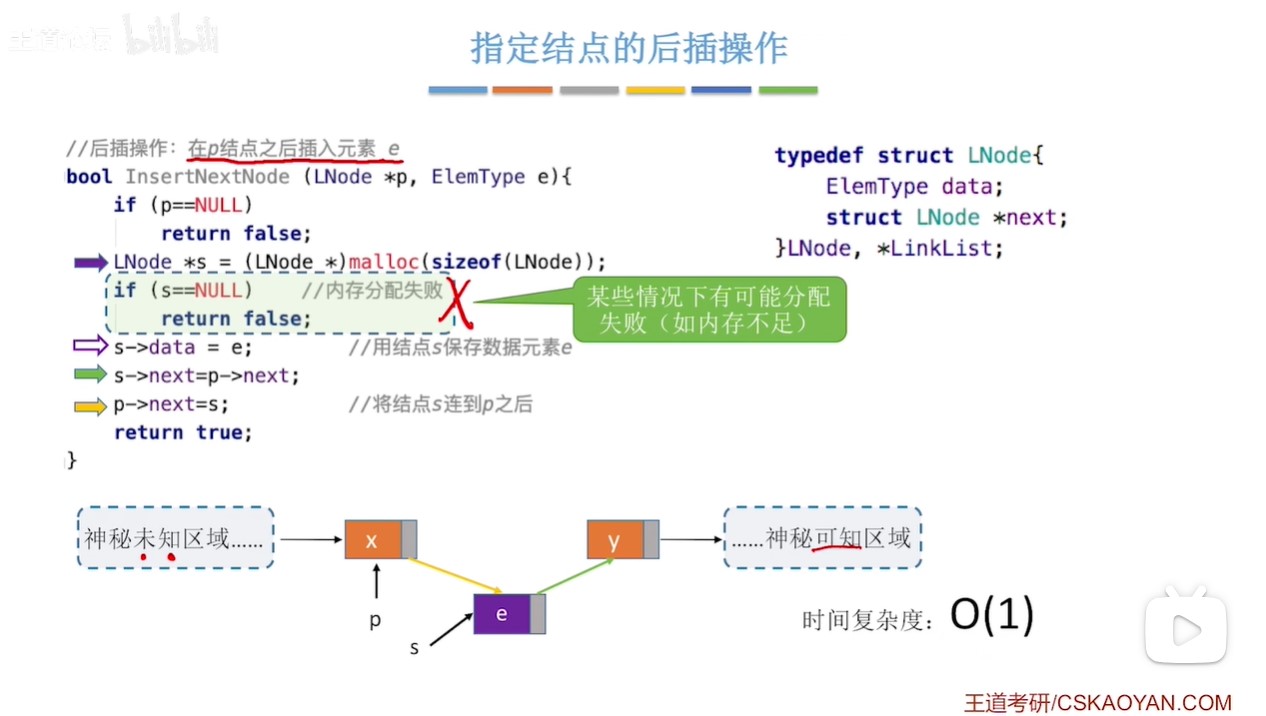 bilibili
指定结点的后插操作
//后插操作：在p结点之后插入元素 e
bool InsertNextNode (LNode *p, ElemType e){
if (p==NULL)
return false;
LNode *s = (LNode *)malloc(sizeof(LNode));
if (s==NULL) //内存分配失败
return false;
s->data = e; //用结点s保存数据元素e
s->next=p->next;
p->next=s; //将结点s连到p之后
return true;
}
typedef struct LNode{
ElemType data;
struct LNode *next;
}LNode, *LinkList;
某些情况下有可能分配
失败（如内存不足）
神秘未知区域……
x
y
……神秘可知区域
p
e
s
时间复杂度：O(1)
王道考研/CSKAOYAN.COM